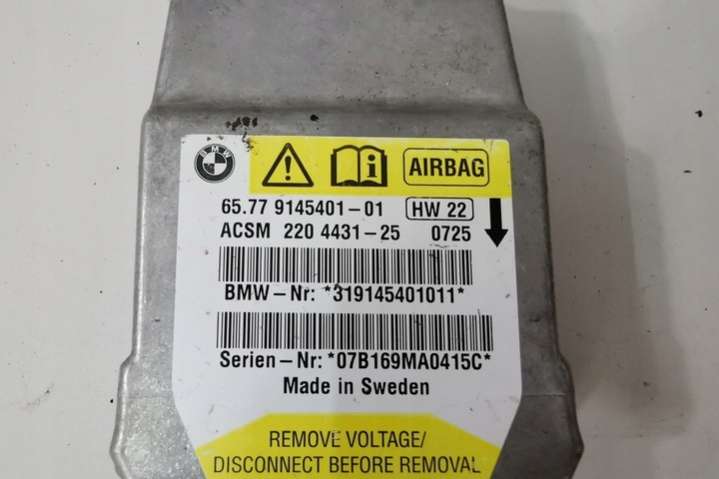 BMW
AIRBAG
65.77 9145401-01 HW 22
ACSM 220 4431-25 0725
BMW-Nr: *319145401011*
Serien-Nr: *07B169MA0415C*
Made in Sweden
REMOVE VOLTAGE/
DISCONNECT BEFORE REMOVAL